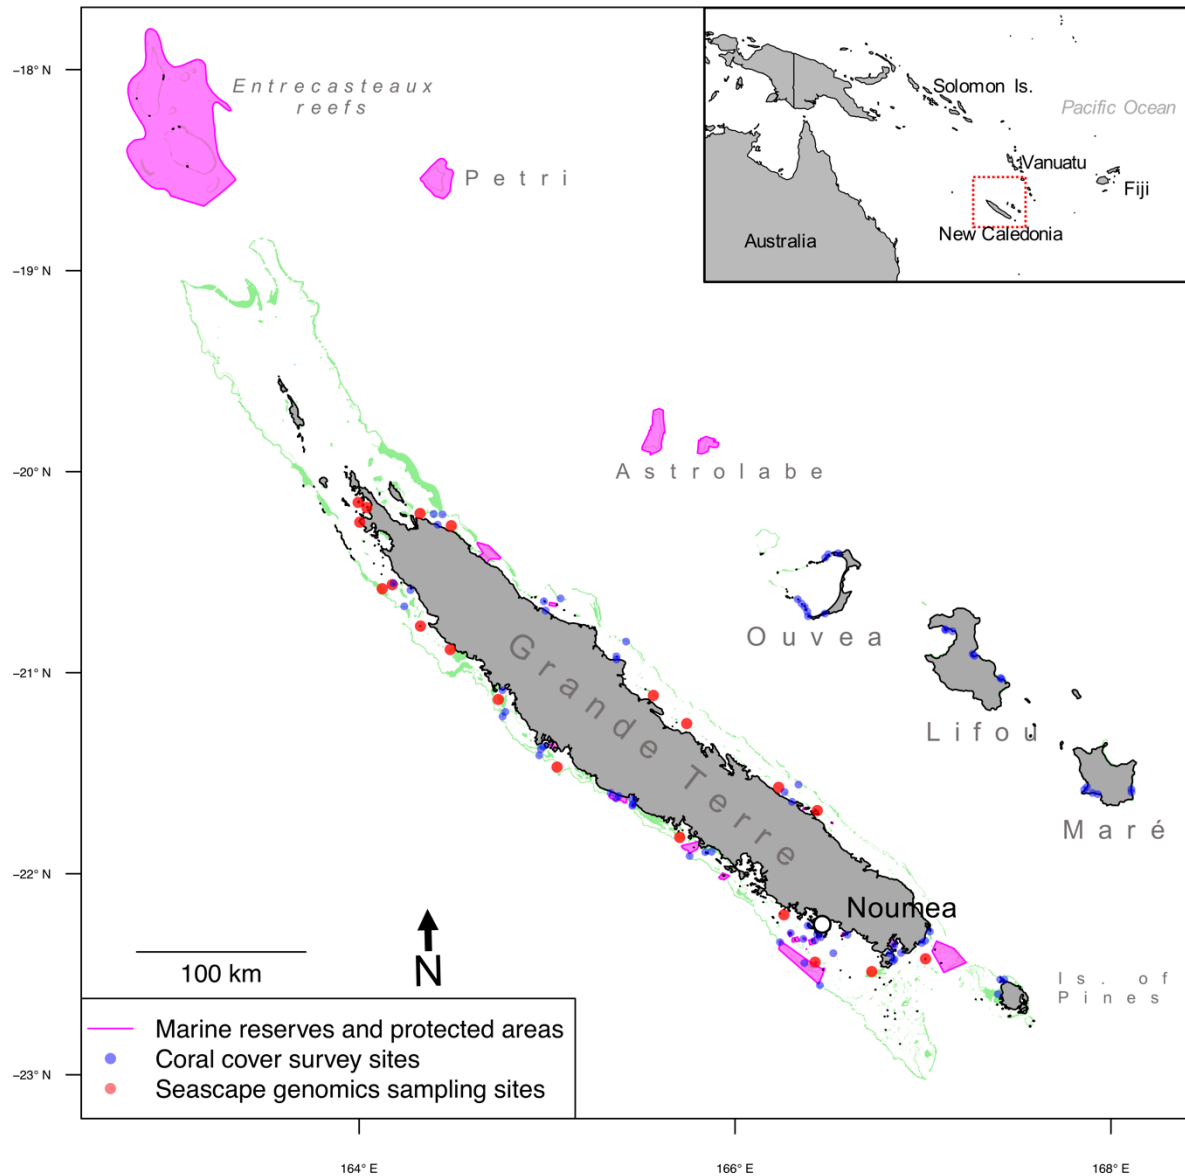 −18° N
−19° N
−20° N
−21° N
−22° N
−23° N
Entrecasteaux
reefs
Petri
Solomon Is.
Pacific Ocean
Vanuatu
Fiji
New Caledonia
Australia
Astrolabe
Ouvea
Lifou
Maré
Grande Terre
Noumea
Is. of
Pines
100 km
N
Marine reserves and protected areas
Coral cover survey sites
Seascape genomics sampling sites
164° E
166° E
168° E